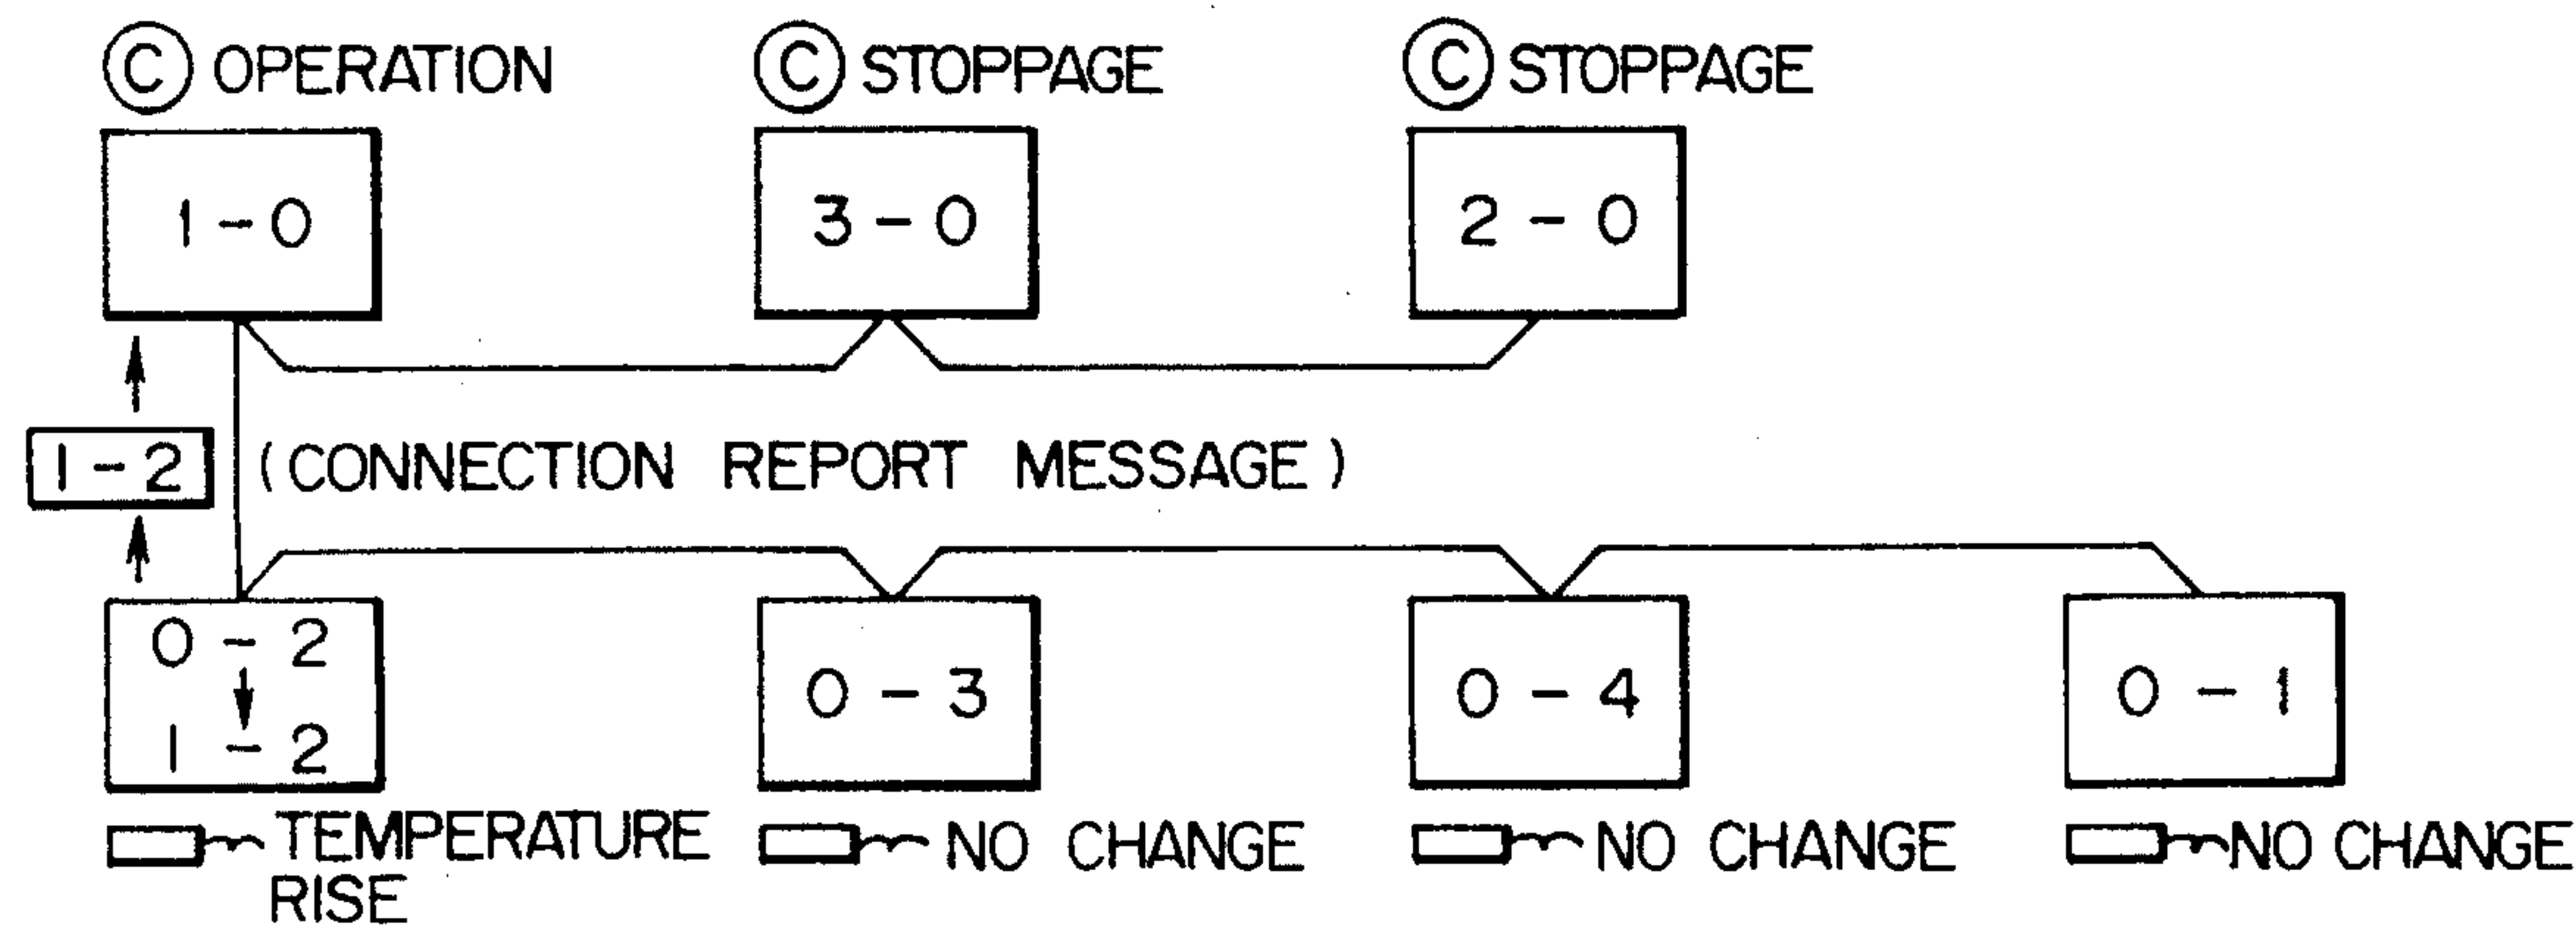 Ⓒ OPERATION Ⓒ STOPPAGE Ⓒ STOPPAGE
1-0 3-0 2-0
1-2 (CONNECTION REPORT MESSAGE)
0-2
1-2
0-3 0-4 0-1
TEMPERATURE RISE
NO CHANGE NO CHANGE NO CHANGE